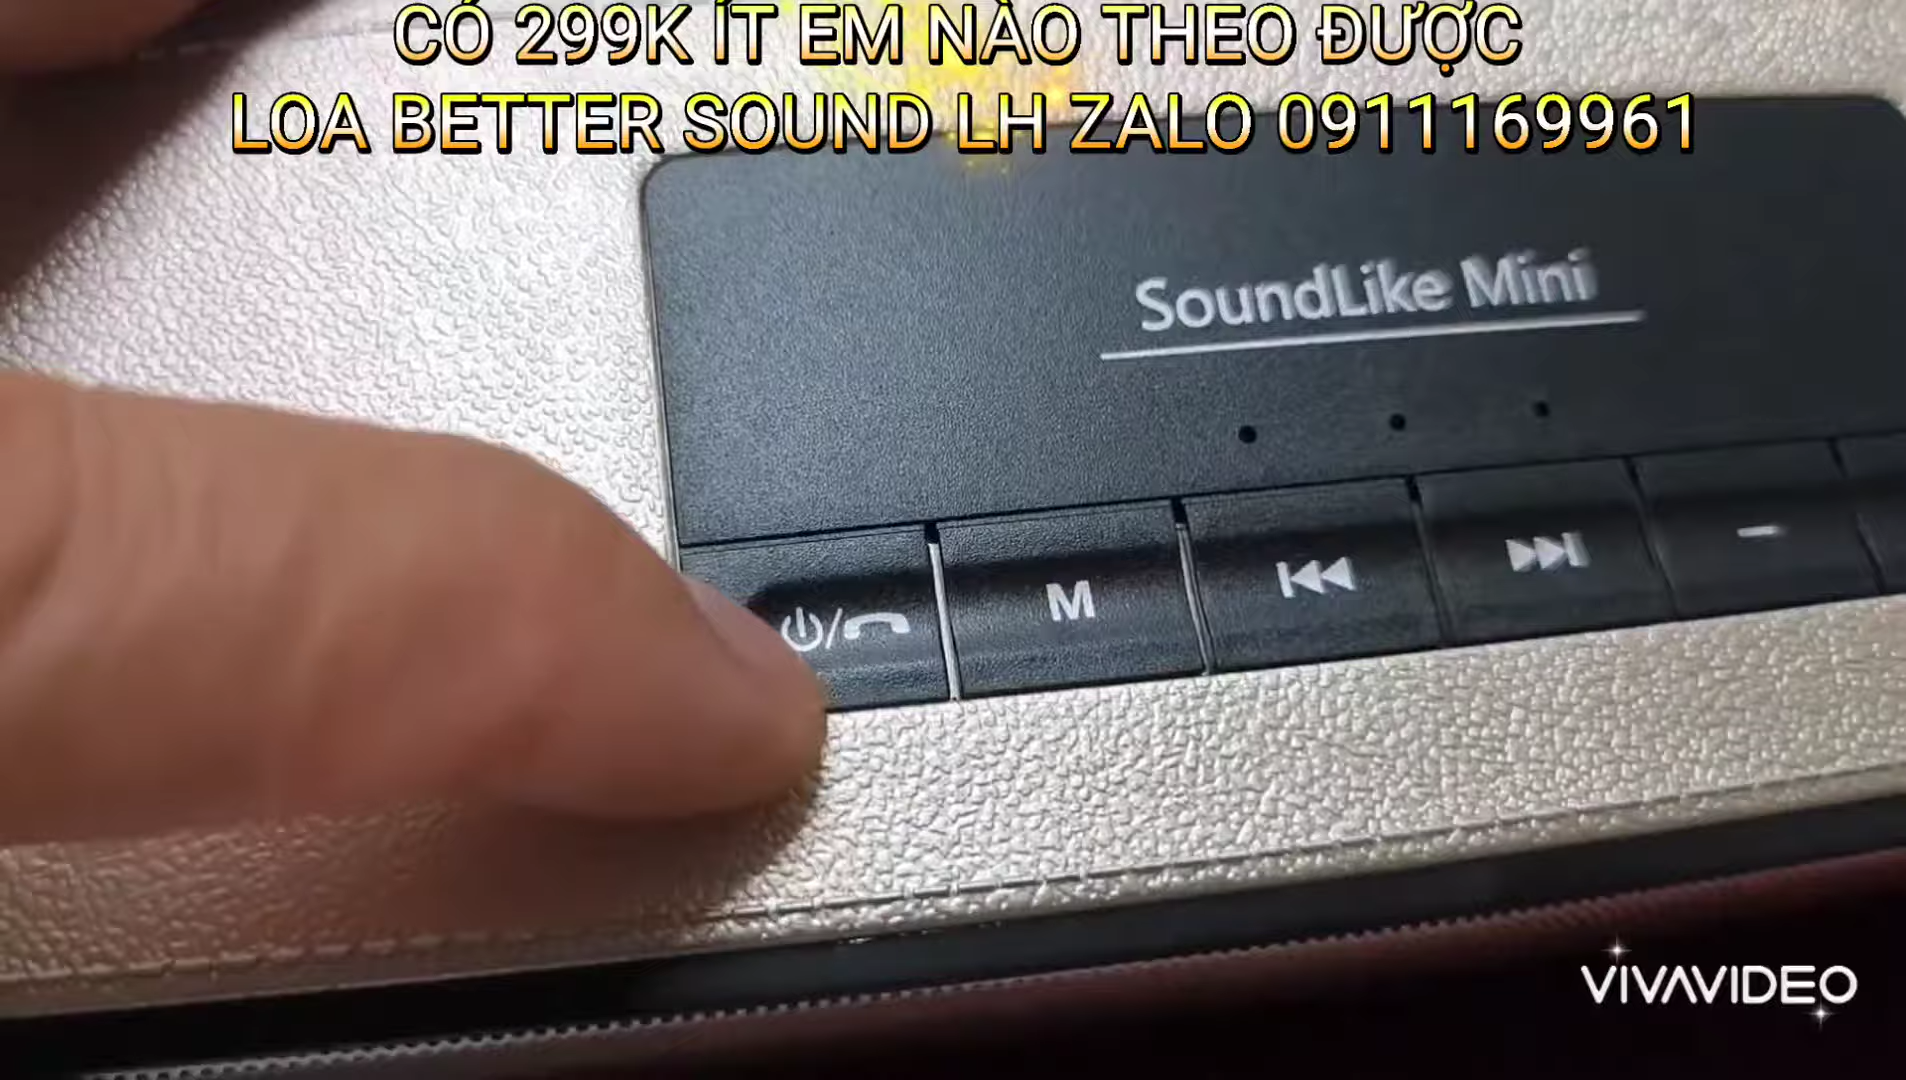 CÓ 299K ÍT EM NÀO THEO ĐƯỢC
LOA BETTER SOUND LH ZALO 0911169961
SoundLike Mini
M
VIVAVIDEO